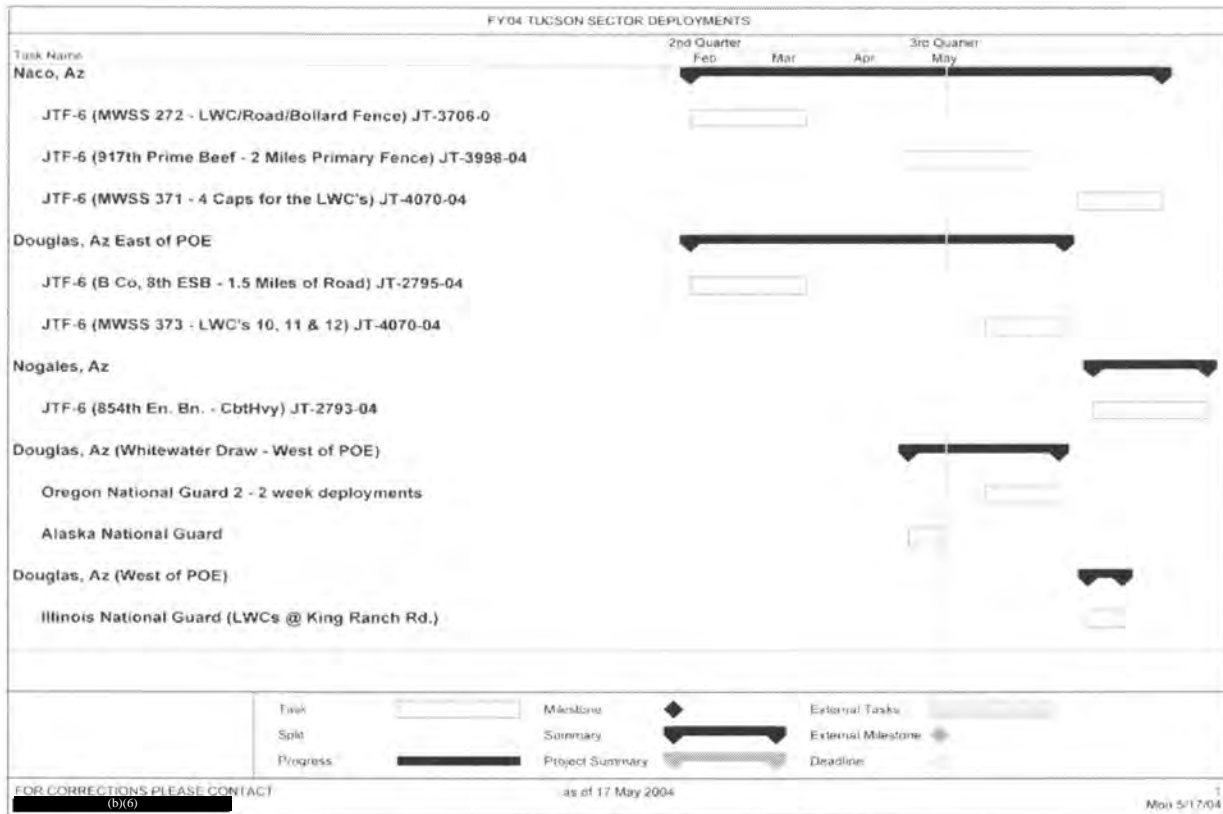 FY'04 TUCSON SECTOR DEPLOYMENTS
2nd Quarter 3rd Quarter
Task Name Feb Mar Apr May
Naco, Az
JTF-6 (MWSS 272 - LWC/Road/Bollard Fence) JT-3706-0
JTF-6 (917th Prime Beef - 2 Miles Primary Fence) JT-3998-04
JTF-6 (MWSS 371 - 4 Caps for the LWC's) JT-4070-04
Douglas, Az East of POE
JTF-6 (B Co, 8th ESB - 1.5 Miles of Road) JT-2795-04
JTF-6 (MWSS 373 - LWC's 10, 11 & 12) JT-4070-04
Nogales, Az
JTF-6 (854th En. Bn. - CbtHvy) JT-2793-04
Douglas, Az (Whitewater Draw - West of POE)
Oregon National Guard 2 - 2 week deployments
Alaska National Guard
Douglas, Az (West of POE)
Illinois National Guard (LWCs @ King Ranch Rd.)
Task Milestone External Tasks
Split Summary External Milestone
Progress Project Summary Deadline
FOR CORRECTIONS PLEASE CONTACT as of 17 May 2004 1
(b)(6) Mon 5/17/04